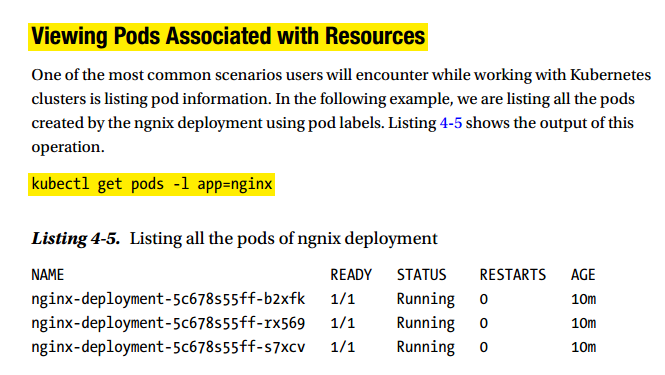 Viewing Pods Associated with Resources
One of the most common scenarios users will encounter while working with Kubernetes
clusters is listing pod information. In the following example, we are listing all the pods
created by the ngnix deployment using pod labels. Listing 4-5 shows the output of this
operation.
kubectl get pods -l app=nginx
Listing 4-5. Listing all the pods of ngnix deployment
NAME READY STATUS RESTARTS AGE
nginx-deployment-5c678s55ff-b2xfk 1/1 Running 0 10m
nginx-deployment-5c678s55ff-rx569 1/1 Running 0 10m
nginx-deployment-5c678s55ff-s7xcv 1/1 Running 0 10m